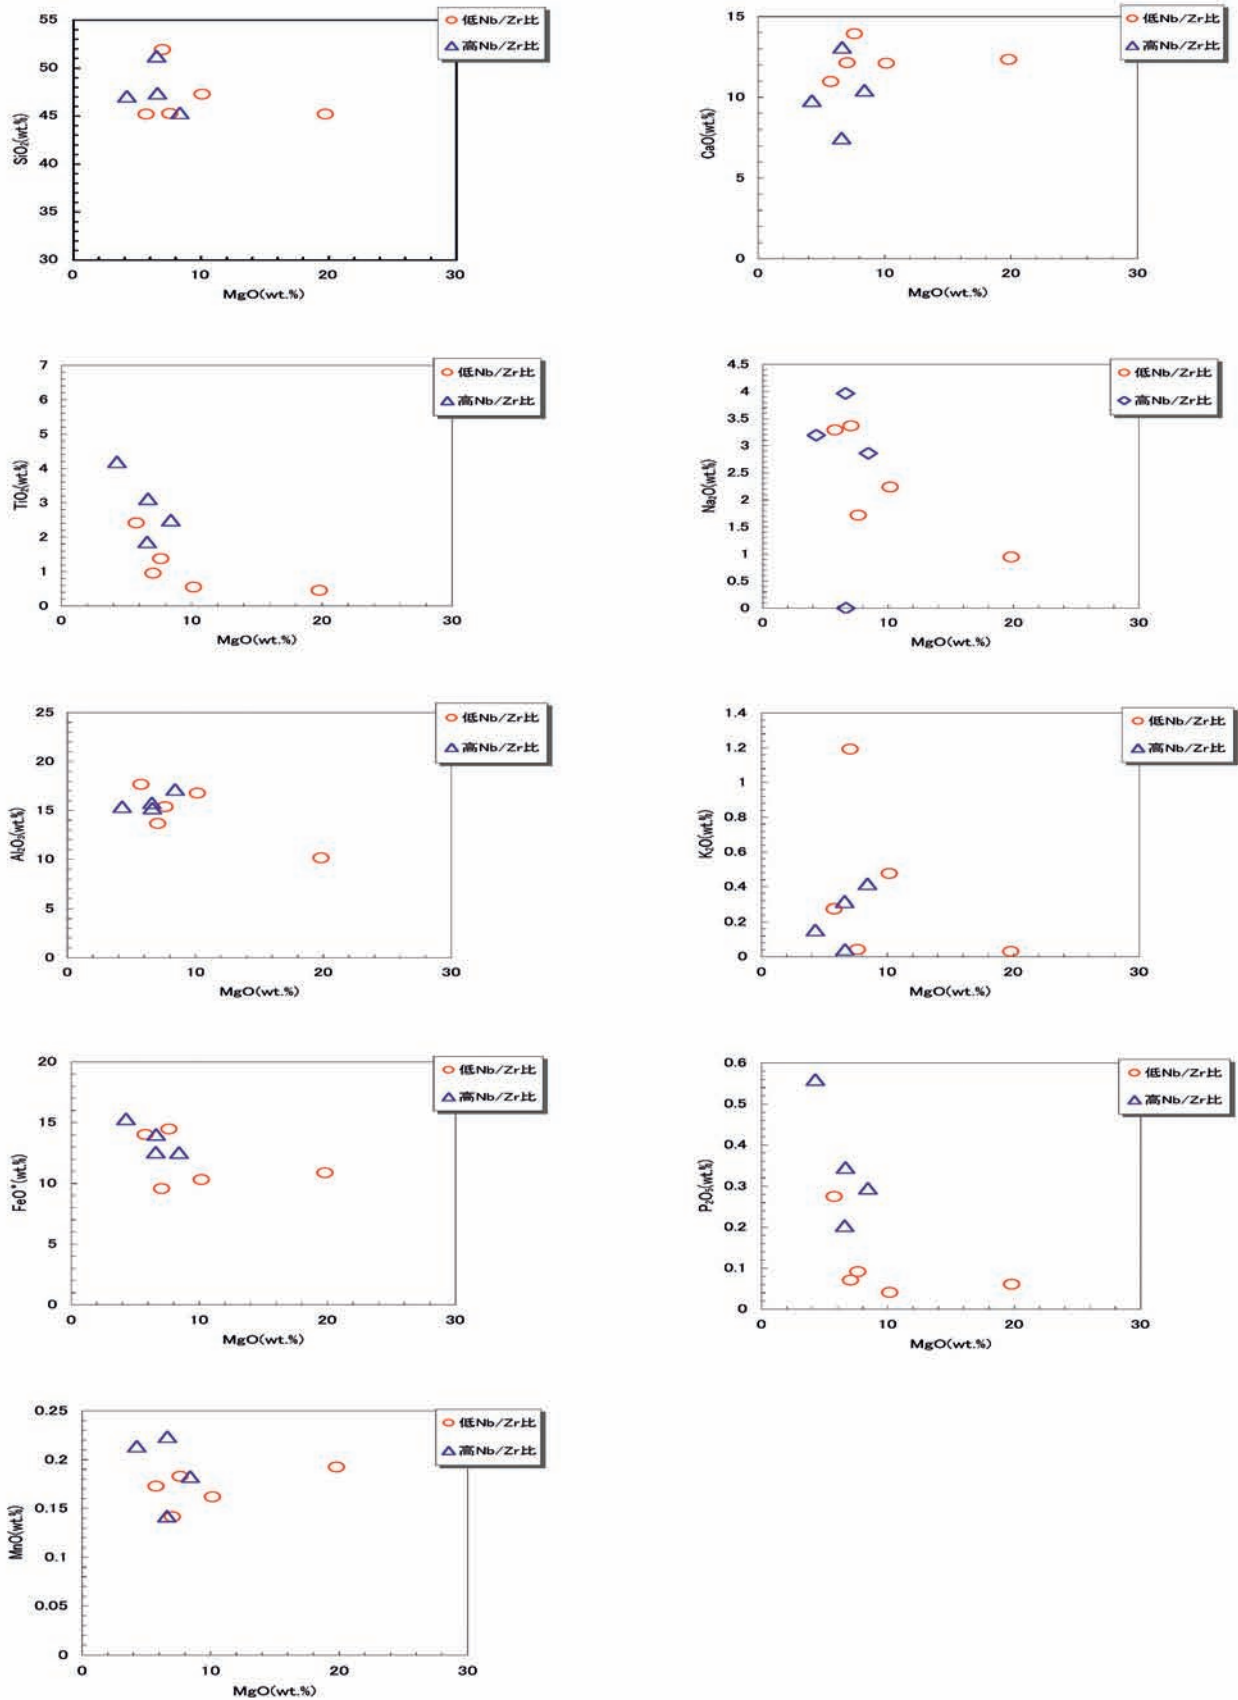 55
50
45
40
35
30
SiO₂(wt.%)
0 10 20 30
MgO(wt.%)
低Nb/Zr比
高Nb/Zr比
15
10
5
0
CaO(wt.%)
0 10 20 30
MgO(wt.%)
低Nb/Zr比
高Nb/Zr比
7
6
5
4
3
2
1
0
TiO₂(wt.%)
0 10 20 30
MgO(wt.%)
低Nb/Zr比
高Nb/Zr比
4.5
4
3.5
3
2.5
2
1.5
1
0.5
0
Na₂O(wt.%)
0 10 20 30
MgO(wt.%)
低Nb/Zr比
高Nb/Zr比
25
20
15
10
5
0
Al₂O₃(wt.%)
0 10 20 30
MgO(wt.%)
低Nb/Zr比
高Nb/Zr比
1.4
1.2
1
0.8
0.6
0.4
0.2
0
K₂O(wt.%)
0 10 20 30
MgO(wt.%)
低Nb/Zr比
高Nb/Zr比
20
15
10
5
0
FeO*(wt.%)
0 10 20 30
MgO(wt.%)
低Nb/Zr比
高Nb/Zr比
0.6
0.5
0.4
0.3
0.2
0.1
0
P₂O₅(wt.%)
0 10 20 30
MgO(wt.%)
低Nb/Zr比
高Nb/Zr比
0.25
0.2
0.15
0.1
0.05
0
MnO(wt.%)
0 10 20 30
MgO(wt.%)
低Nb/Zr比
高Nb/Zr比